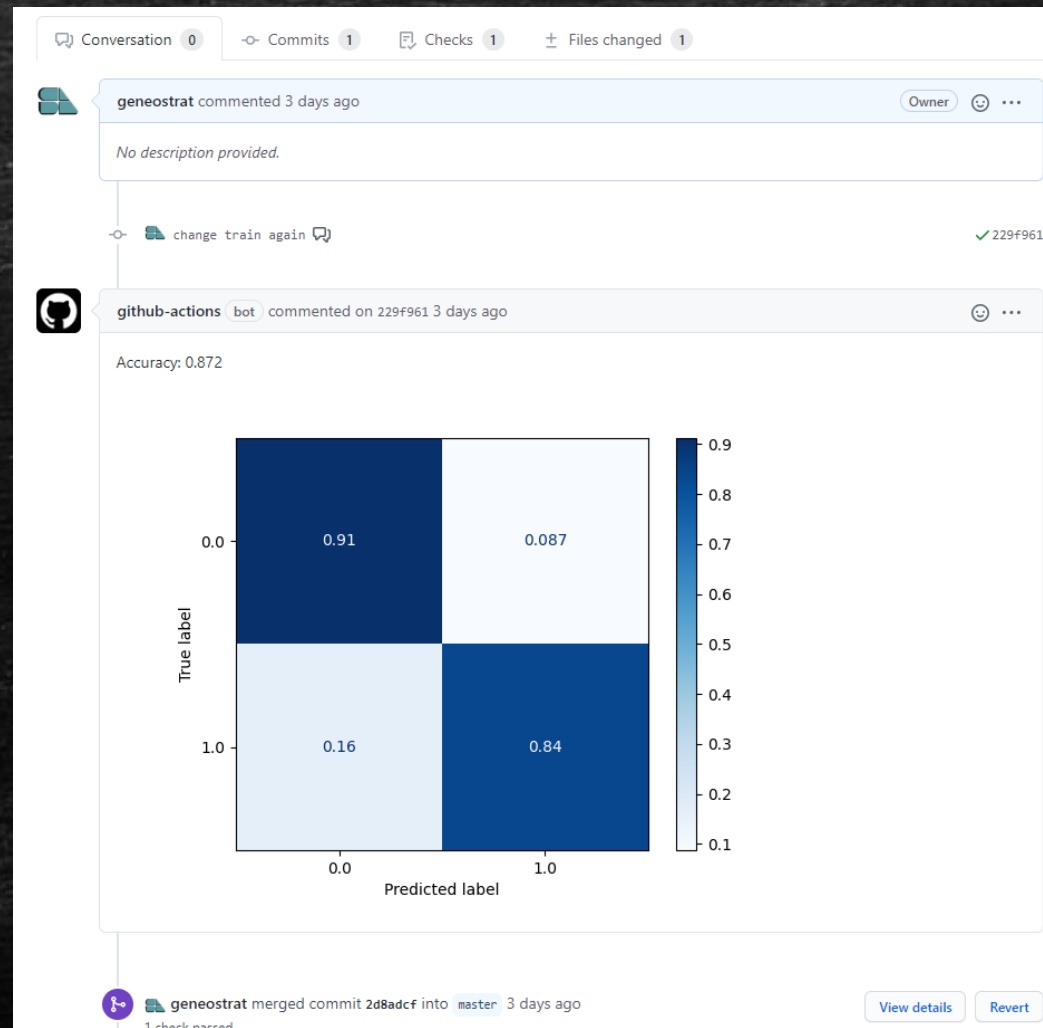 Conversation 0 Commits 1 Checks 1 Files changed 1
geneostrat commented 3 days ago Owner
No description provided.
change train again 229f961
github-actions bot commented on 229f961 3 days ago
Accuracy: 0.872
0.9
0.8
0.7
0.6
0.5
0.4
0.3
0.2
0.1
True label
0.0
0.91 0.087
1.0
0.16 0.84
0.0 1.0
Predicted label
geneostrat merged commit 2d8adcf into master 3 days ago View details Revert
1 check passed